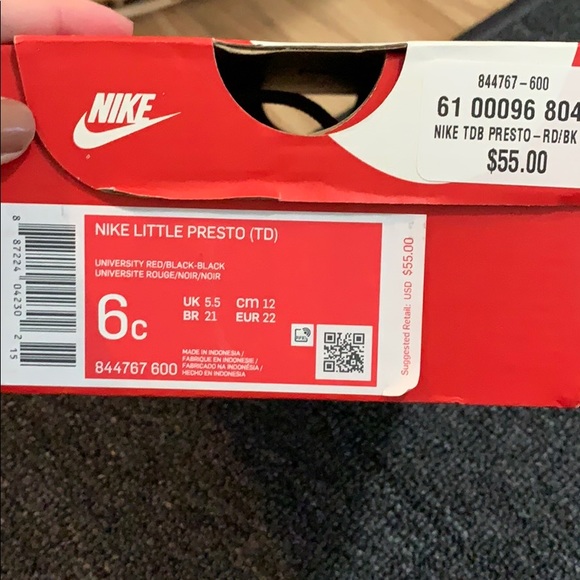 NIKE
844767-600
61 00096 804
NIKE TDB PRESTO-RD/BK
$55.00
NIKE LITTLE PRESTO (TD)
UNIVERSITY RED/BLACK-BLACK
UNIVERSITE ROUGE/NOIR/NOIR
6C
UK 5.5 cm 12
BR 21 EUR 22
844767 600
MADE IN INDONESIA /
FABRIQUE EN INDONESIE /
FABRICADO NA INDONÉSIA /
HECHO EN INDONESIA
Suggested Retail: USD $55.00
8 87224 04230 2 15